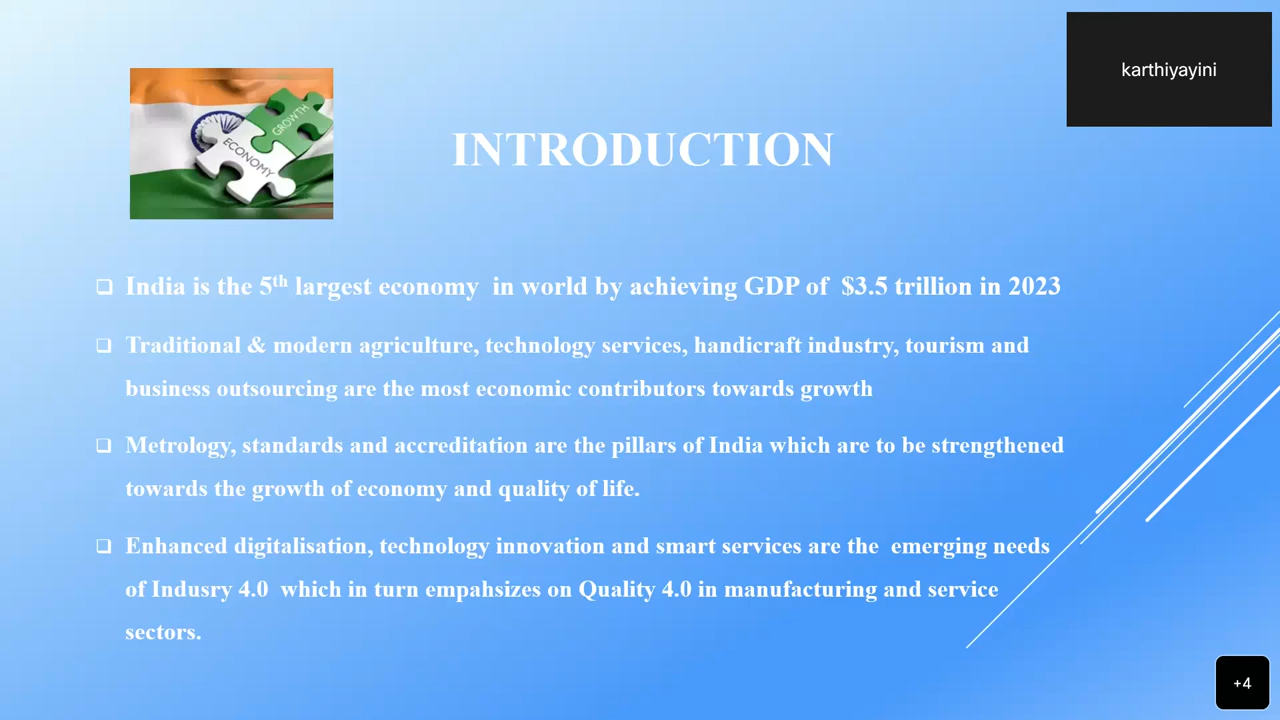 karthiyayini
GROWTH
ECONOMY
INTRODUCTION
❑ India is the 5th largest economy  in world by achieving GDP of  $3.5 trillion in 2023
❑ Traditional & modern agriculture, technology services, handicraft industry, tourism and
business outsourcing are the most economic contributors towards growth
❑ Metrology, standards and accreditation are the pillars of India which are to be strengthened
towards the growth of economy and quality of life.
❑ Enhanced digitalisation, technology innovation and smart services are the  emerging needs
of Indusry 4.0  which in turn empahsizes on Quality 4.0 in manufacturing and service
sectors.
+4